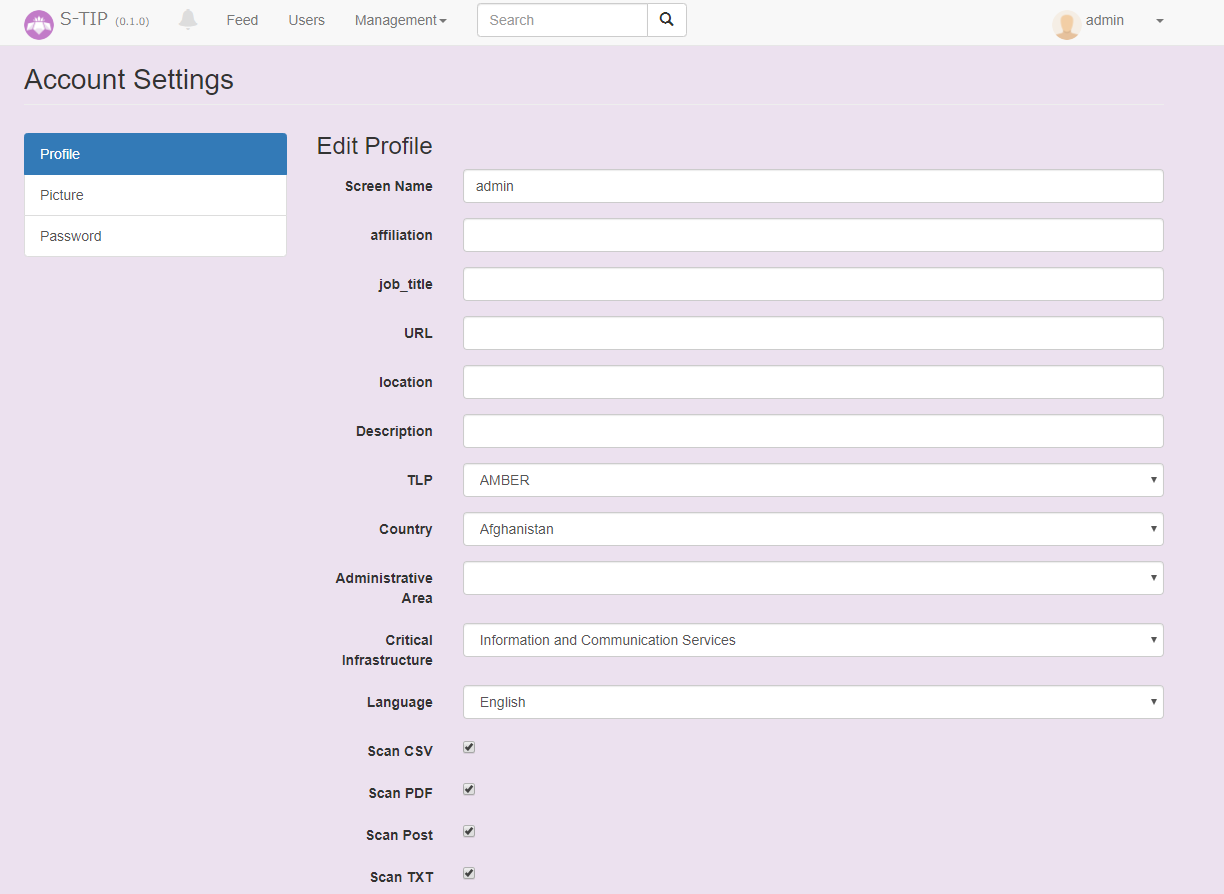 S-TIP (0.1.0) Feed Users Management Search admin
Account Settings
Profile
Picture
Password
Edit Profile
Screen Name admin
affiliation
job_title
URL
location
Description
TLP AMBER
Country Afghanistan
Administrative
Area
Critical
Infrastructure Information and Communication Services
Language English
Scan CSV
Scan PDF
Scan Post
Scan TXT